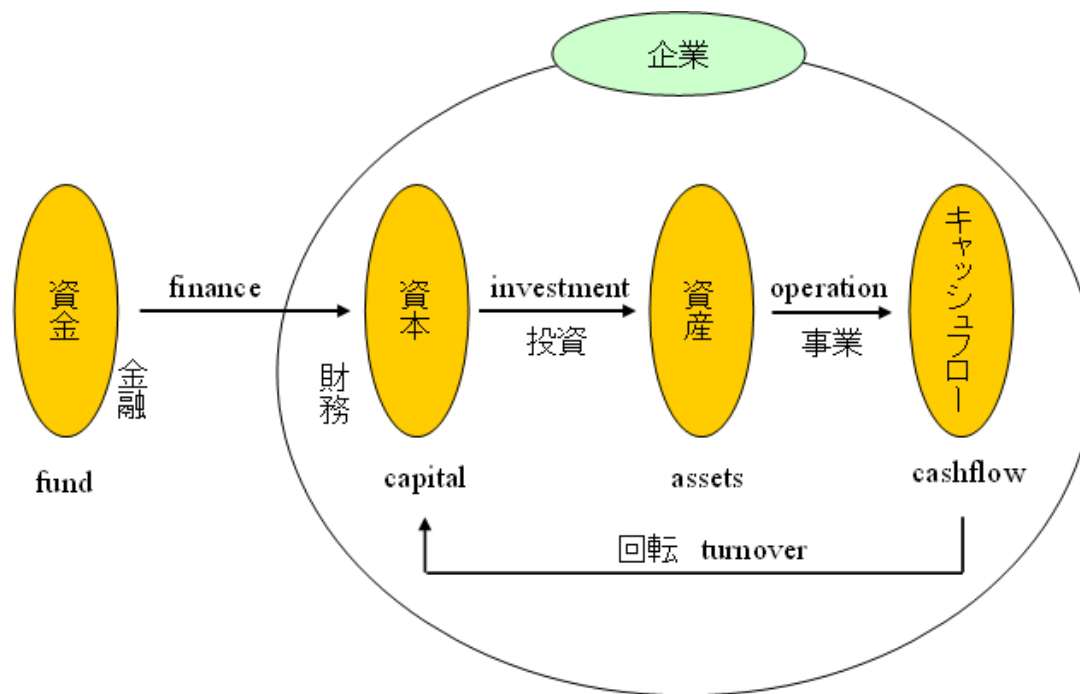 企業
資金
finance
金融
fund
財務
資本
capital
investment
投資
資産
assets
operation
事業
キャッシュフロー
cashflow
回転 turnover